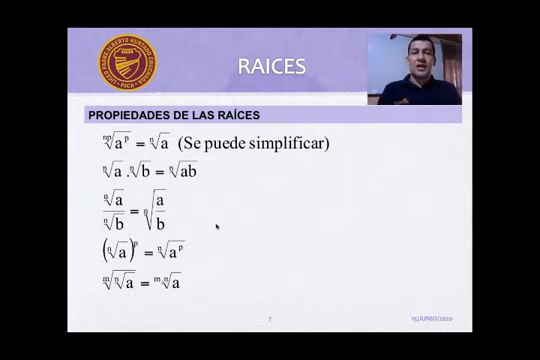 RAICES
PROPIEDADES DE LAS RAÍCES
ⁿᵖ√(aᵖ) = ⁿ√a (Se puede simplificar)
ⁿ√a . ⁿ√b = ⁿ√ab
ⁿ√a / ⁿ√b = ⁿ√(a/b)
(ⁿ√a)ᵖ = ⁿ√(aᵖ)
ᵐ√(ⁿ√a) = ᵐ·ⁿ√a
7